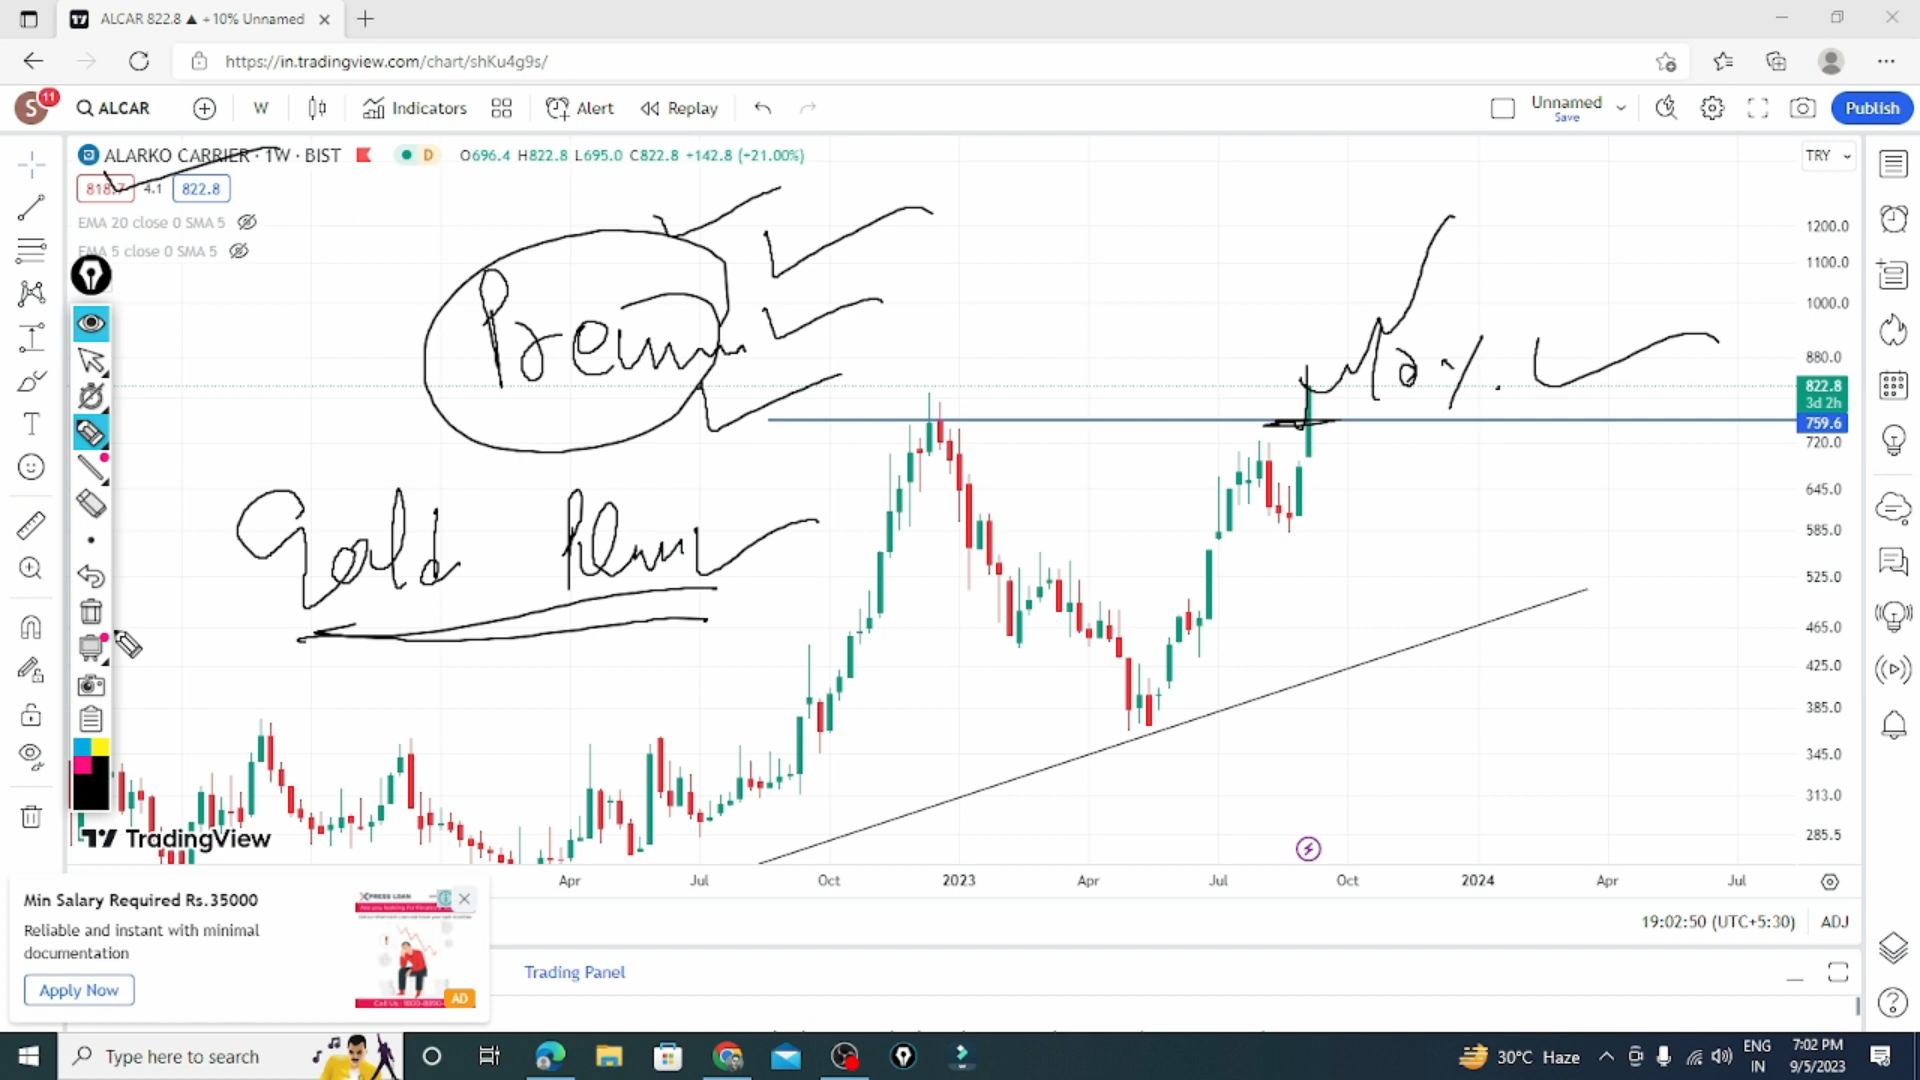 ALCAR 822.8 ▲ +10% Unnamed
https://in.tradingview.com/chart/shKu4g9s/
S 11 ALCAR W Indicators Alert Replay Unnamed Save Publish
ALARKO CARRIER · 1W · BIST D O696.4 H822.8 L695.0 C822.8 +142.8 (+21.00%) TRY
818.7 4.1 822.8
EMA 20 close 0 SMA 5
EMA 5 close 0 SMA 5
1200.0
1100.0
1000.0
880.0
822.8
3d 2h
759.6
720.0
645.0
585.0
525.0
465.0
425.0
385.0
345.0
313.0
285.5
Gold
TradingView
Apr Jul Oct 2023 Apr Jul Oct 2024 Apr Jul
19:02:50 (UTC+5:30) ADJ
Min Salary Required Rs.35000
Reliable and instant with minimal
documentation
Apply Now
XPRESS LOAN
AD
Trading Panel
Type here to search
30°C Haze
ENG
IN
7:02 PM
9/5/2023